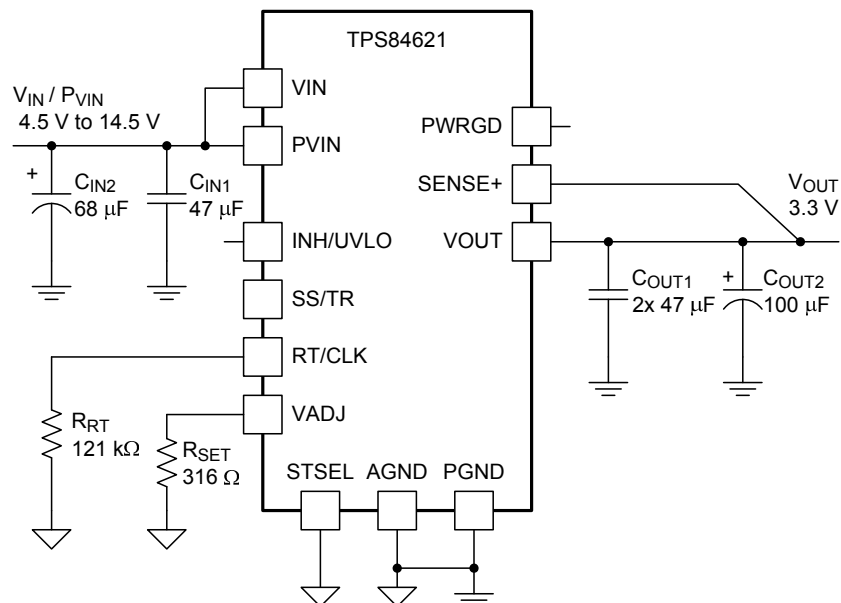 TPS84621
VIN
V_IN / P_VIN
4.5 V to 14.5 V
PWRGD
PVIN
+
C_IN2
68 μF
C_IN1
47 μF
SENSE+
V_OUT
3.3 V
INH/UVLO
VOUT
SS/TR
C_OUT1
2x 47 μF
+
C_OUT2
100 μF
RT/CLK
VADJ
R_RT
121 kΩ
R_SET
316 Ω
STSEL
AGND
PGND